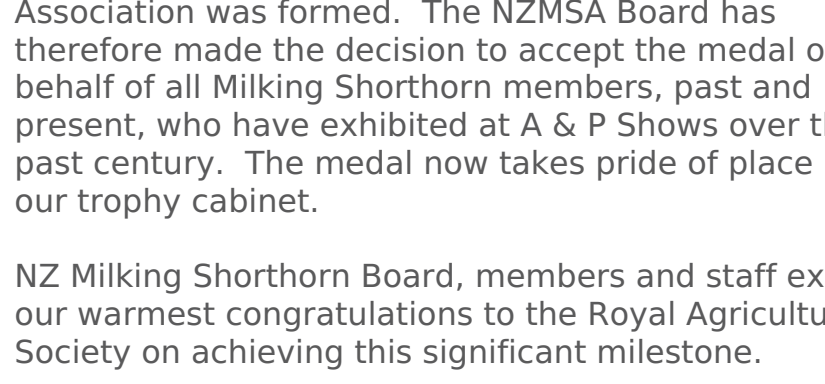 Association was formed.  The NZMSA Board has
therefore made the decision to accept the medal o
behalf of all Milking Shorthorn members, past and
present, who have exhibited at A & P Shows over t
past century.  The medal now takes pride of place
our trophy cabinet.

NZ Milking Shorthorn Board, members and staff ex
our warmest congratulations to the Royal Agricultu
Society on achieving this significant milestone.